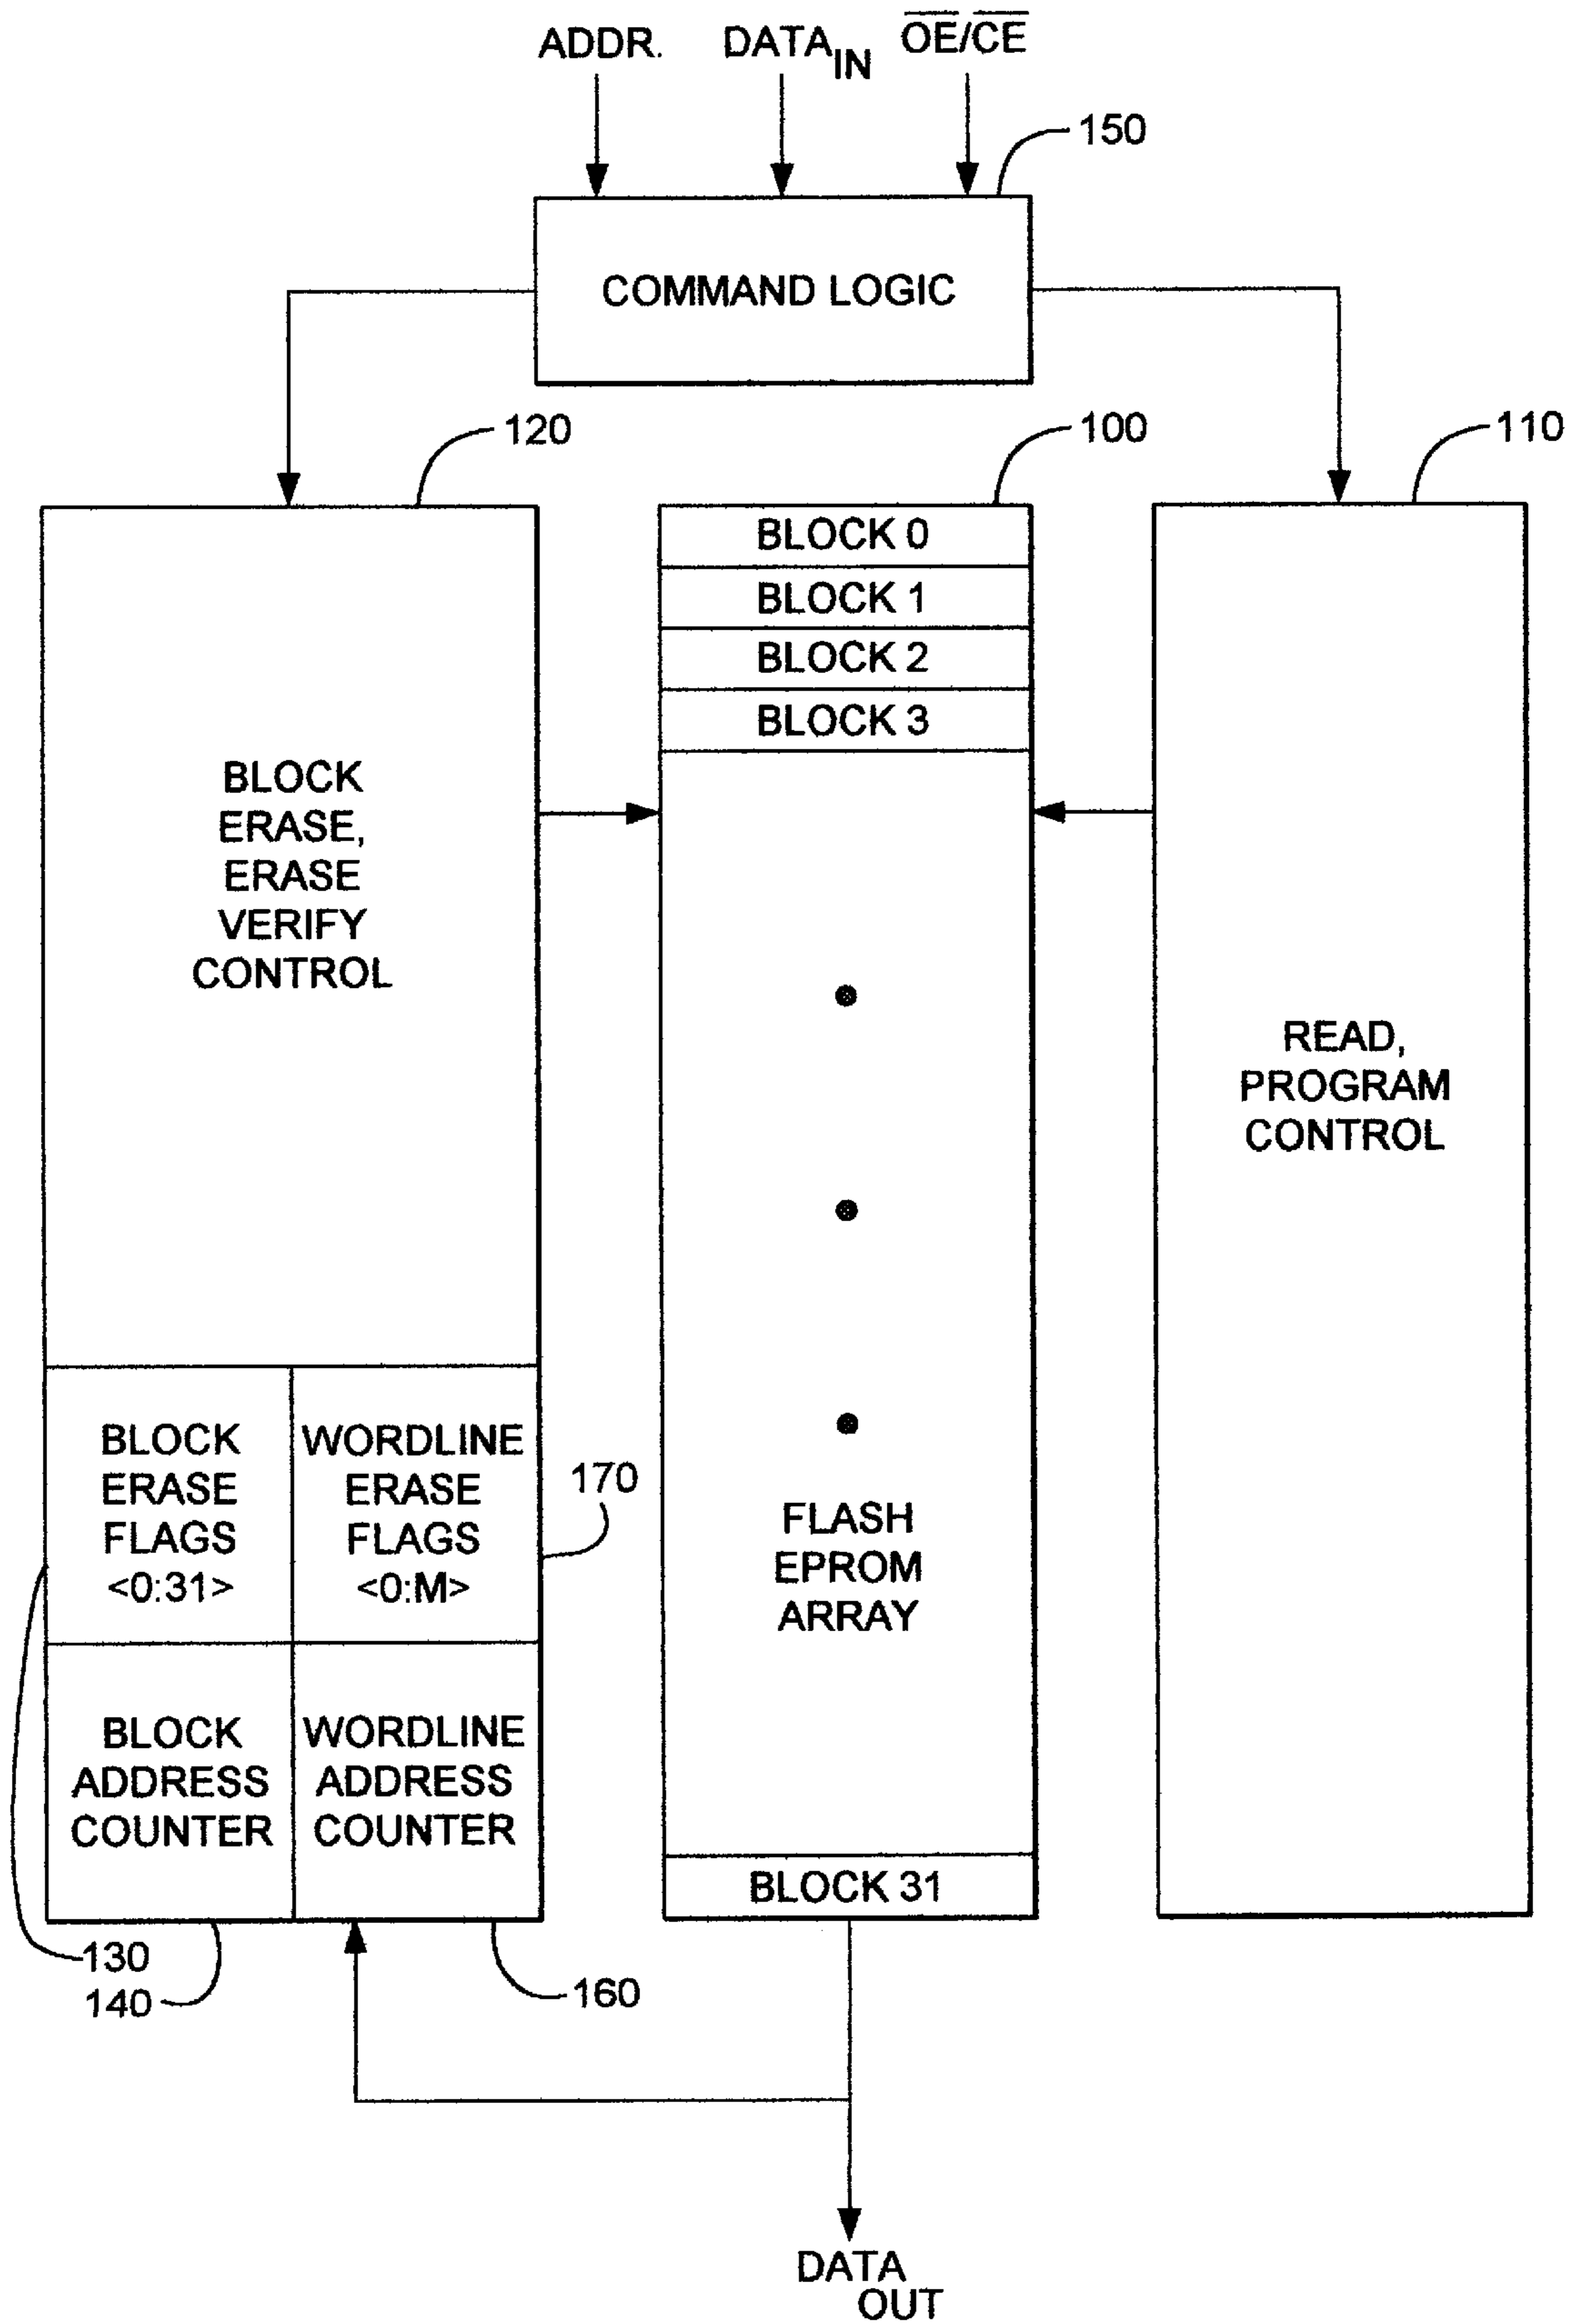 ADDR.
DATA IN
OE/CE
150
COMMAND LOGIC
120
100
110
BLOCK 0
BLOCK 1
BLOCK 2
BLOCK 3
BLOCK
ERASE,
ERASE
VERIFY
CONTROL
READ,
PROGRAM
CONTROL
BLOCK
ERASE
FLAGS
<0:31>
WORDLINE
ERASE
FLAGS
<0:M>
170
FLASH
EPROM
ARRAY
BLOCK
ADDRESS
COUNTER
WORDLINE
ADDRESS
COUNTER
BLOCK 31
130
140
160
DATA OUT